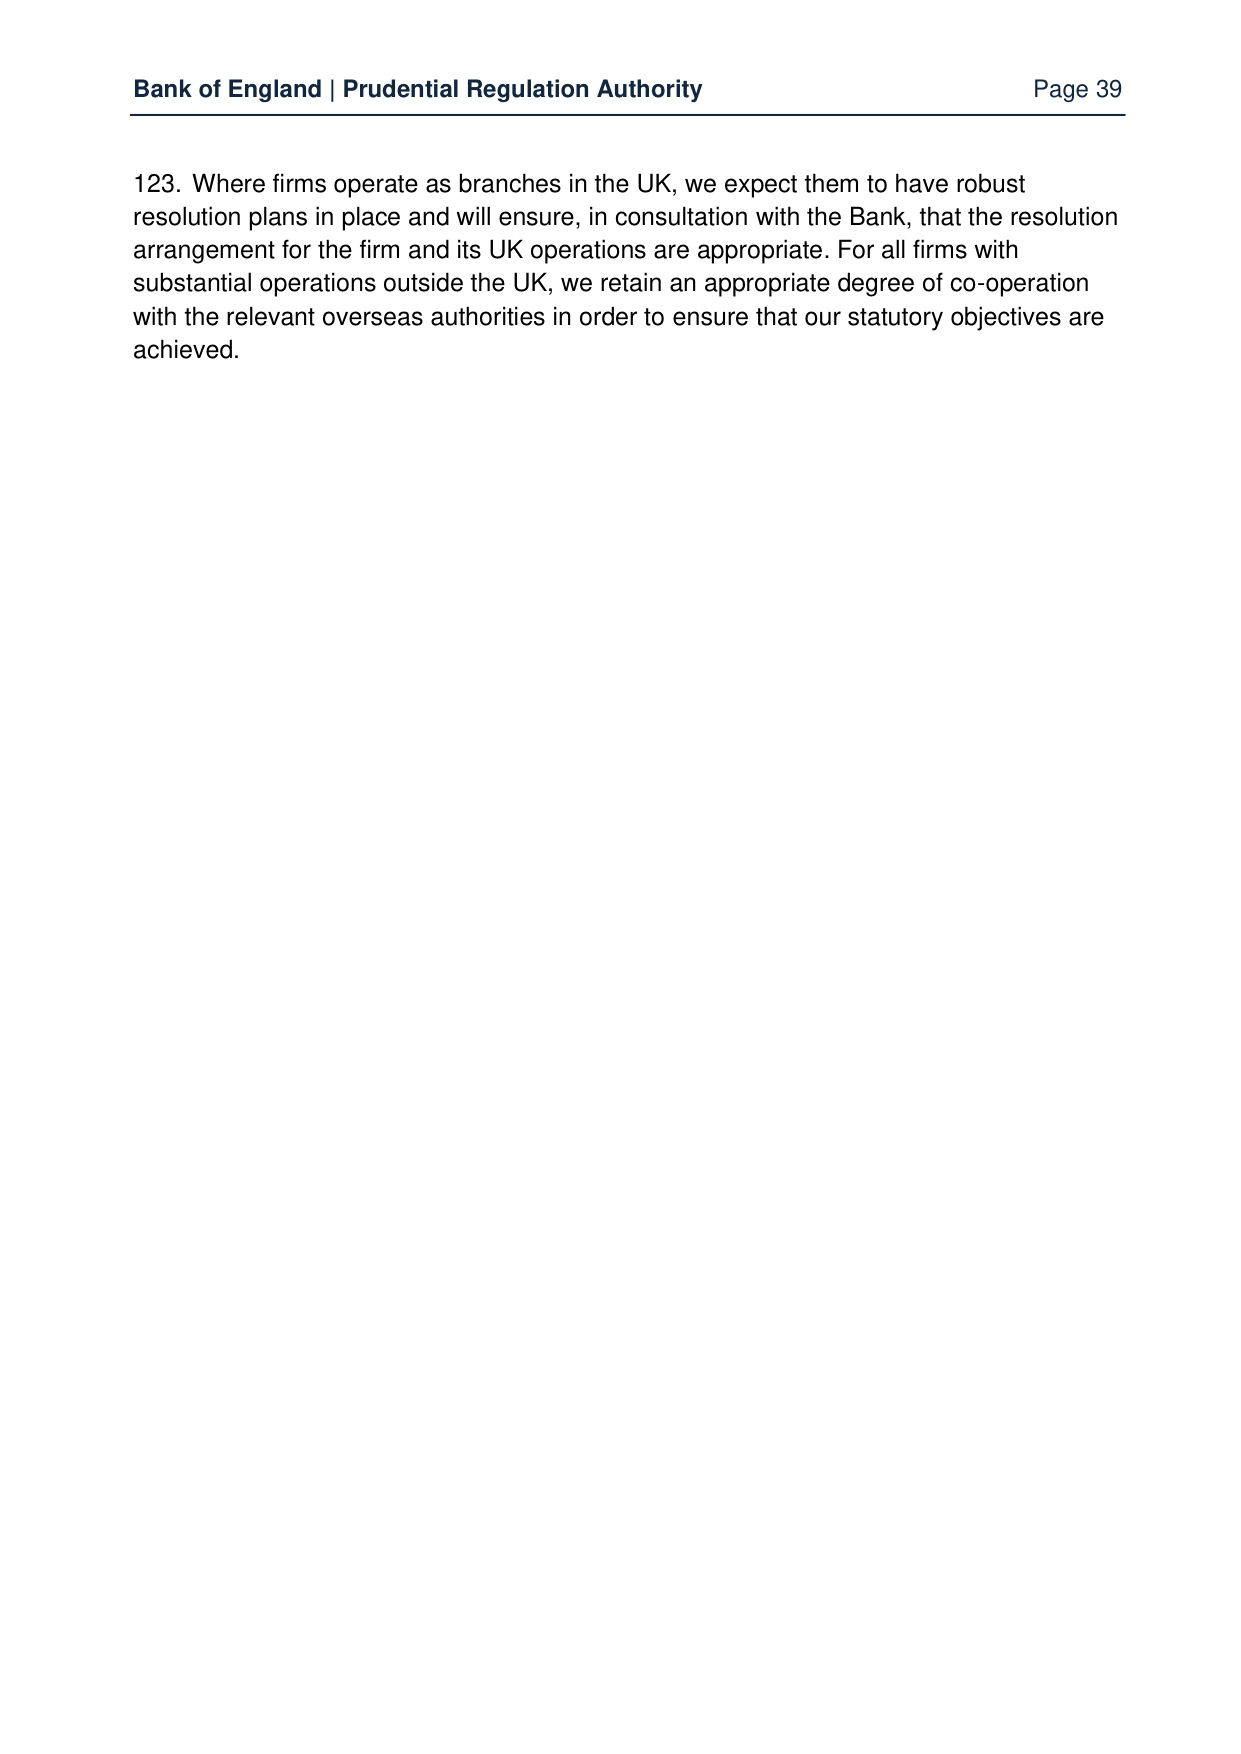 Bank of England | Prudential Regulation Authority Page 39
123. Where firms operate as branches in the UK, we expect them to have robust
resolution plans in place and will ensure, in consultation with the Bank, that the resolution
arrangement for the firm and its UK operations are appropriate. For all firms with
substantial operations outside the UK, we retain an appropriate degree of co-operation
with the relevant overseas authorities in order to ensure that our statutory objectives are
achieved.